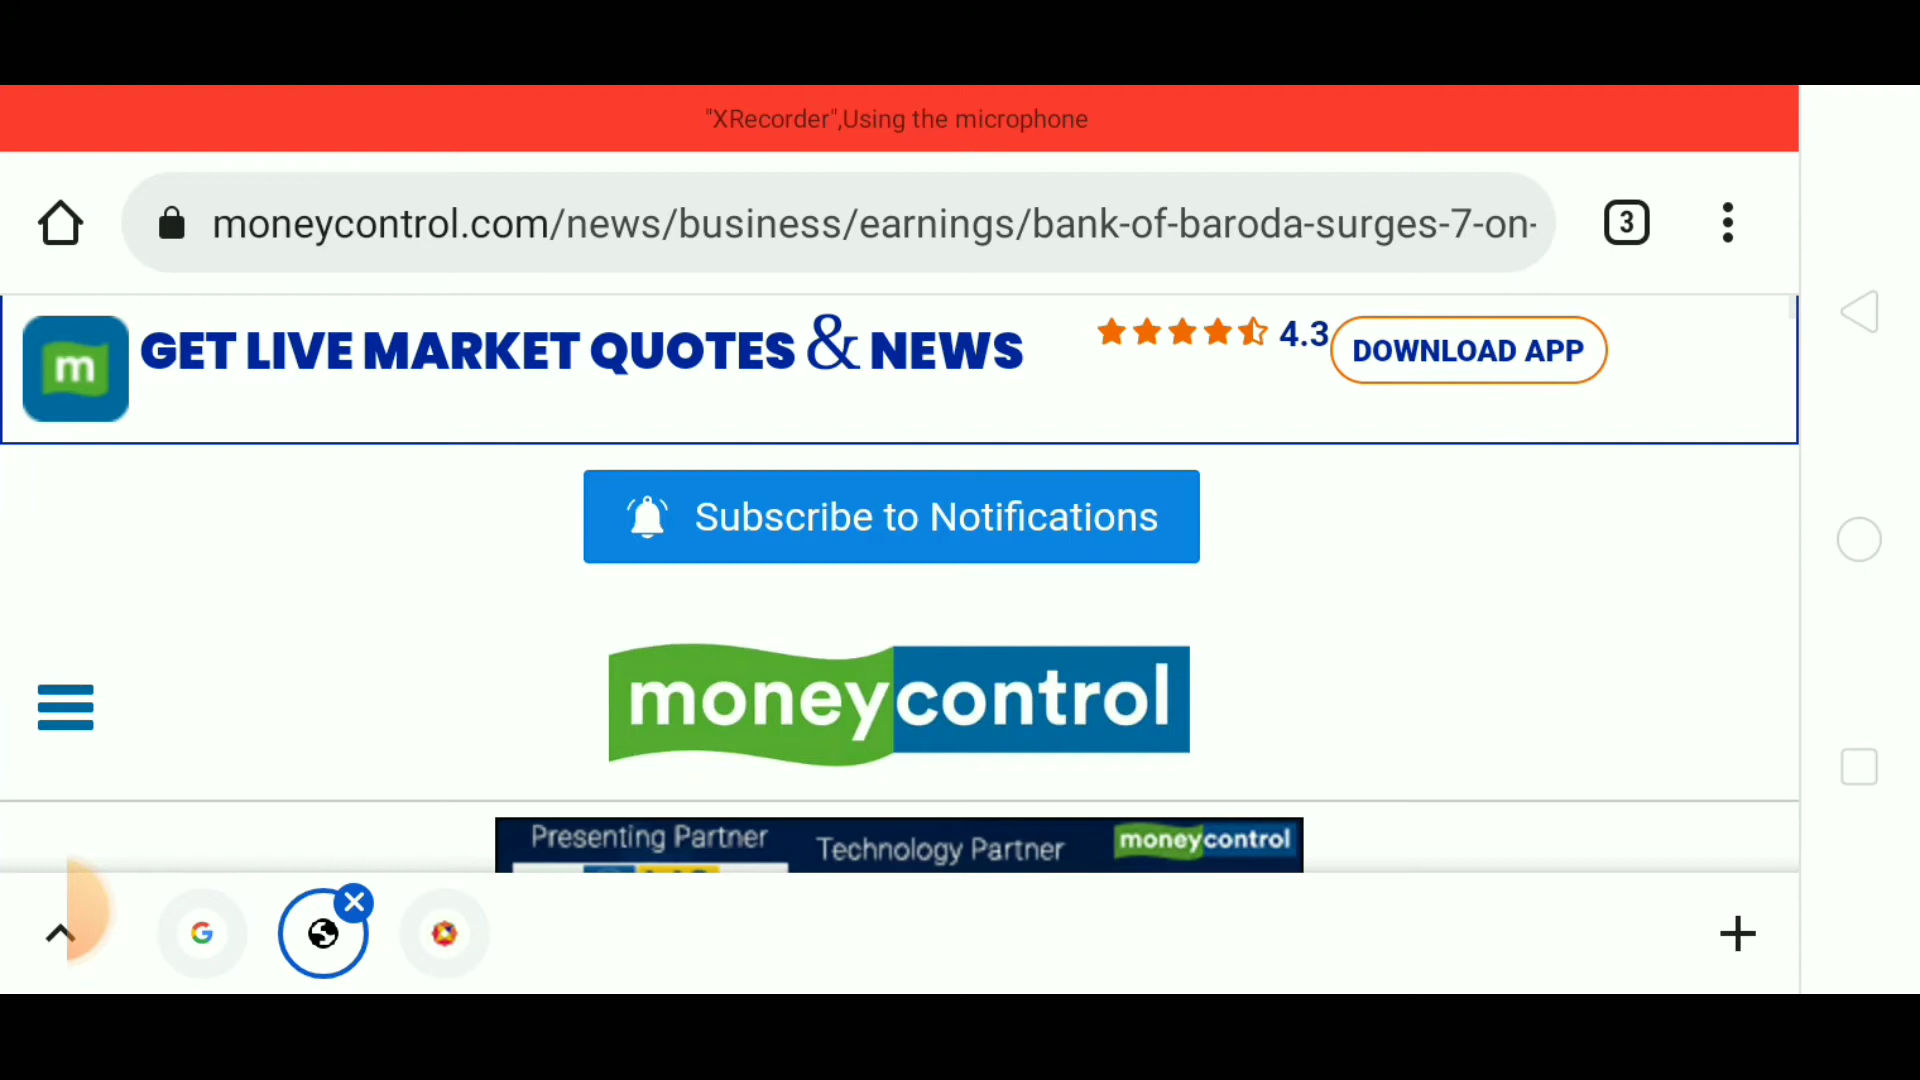 "XRecorder",Using the microphone
moneycontrol.com/news/business/earnings/bank-of-baroda-surges-7-on-
3
m
GET LIVE MARKET QUOTES & NEWS
4.3
DOWNLOAD APP
Subscribe to Notifications
moneycontrol
Presenting Partner
Technology Partner
moneycontrol
G